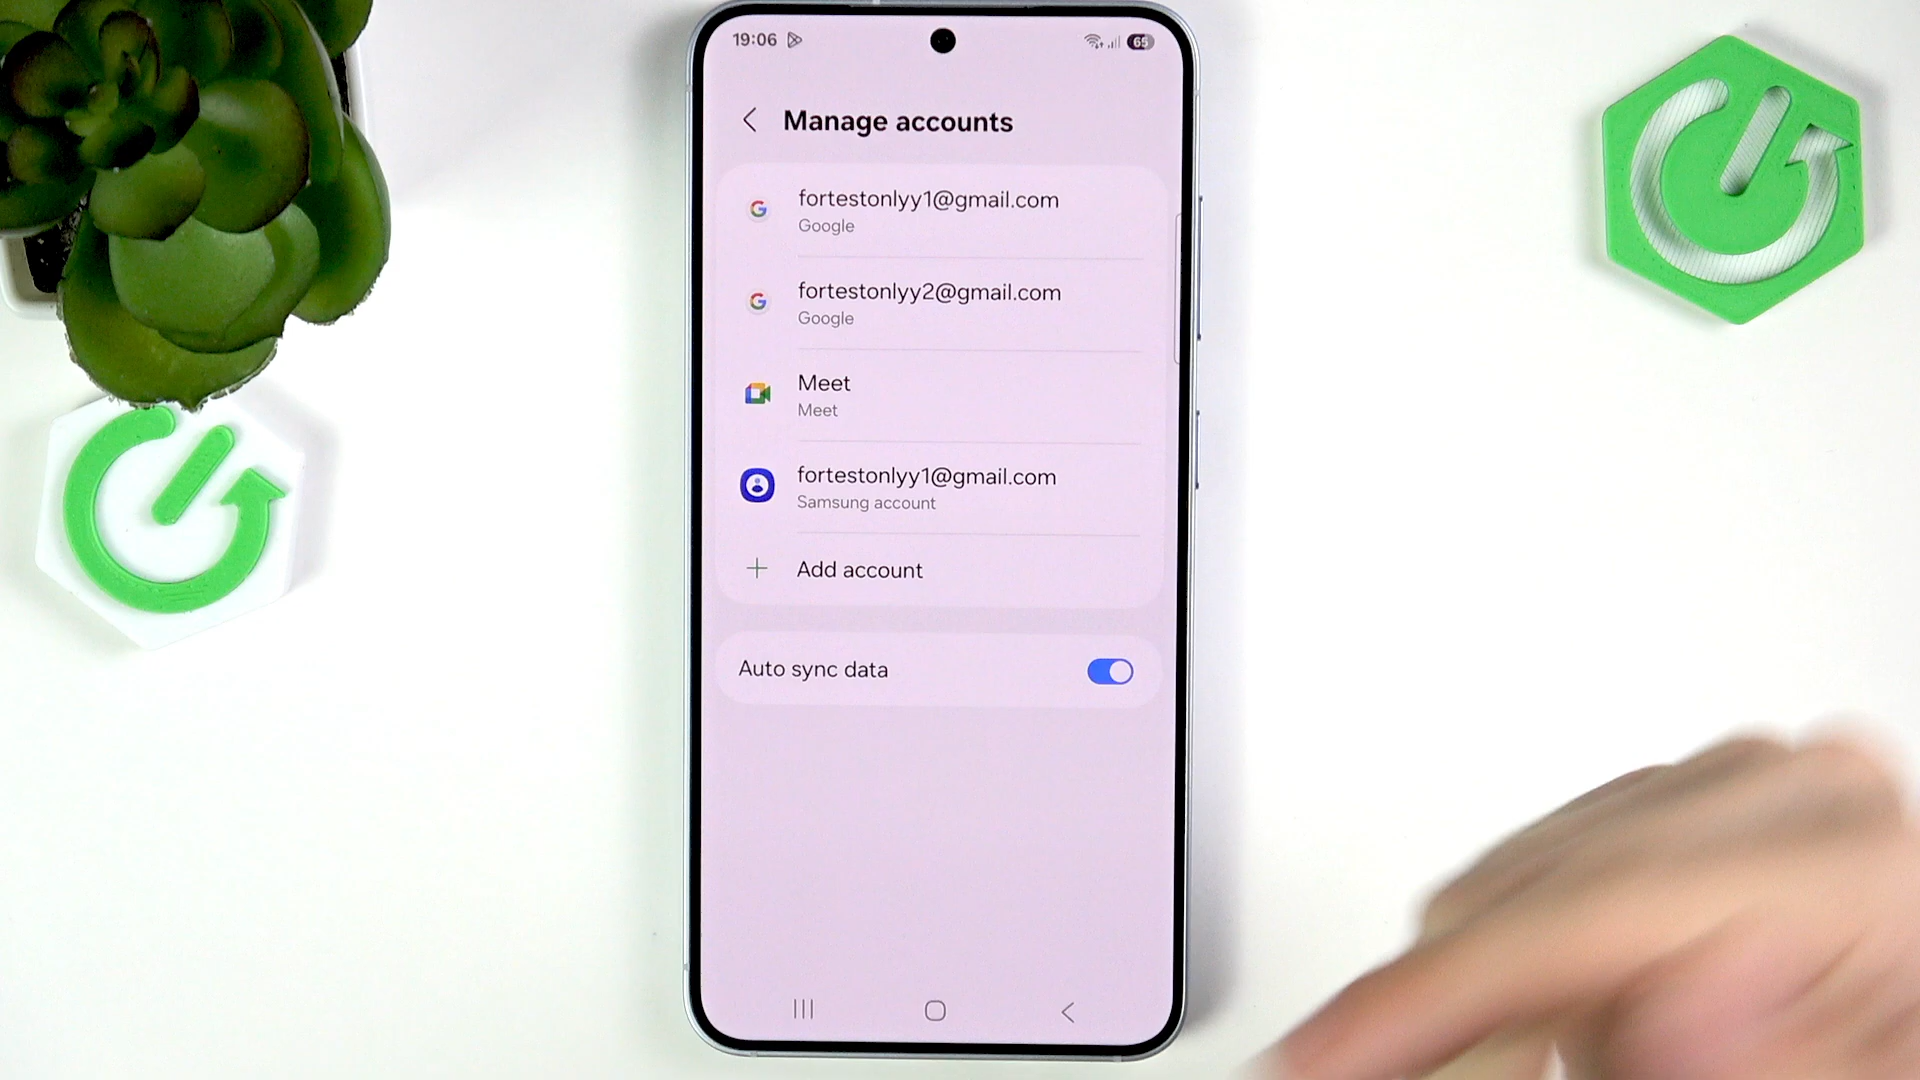 19:06
65
Manage accounts
fortestonlyy1@gmail.com
Google
fortestonlyy2@gmail.com
Google
Meet
Meet
fortestonlyy1@gmail.com
Samsung account
Add account
Auto sync data